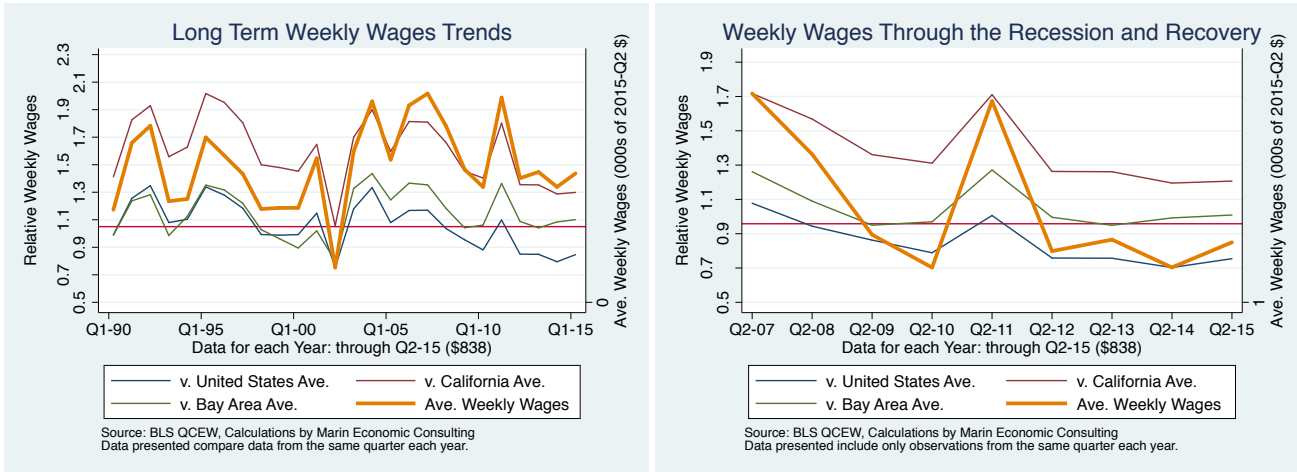 Long Term Weekly Wages Trends
Relative Weekly Wages
2.3
2.1
1.9
1.7
1.5
1.3
1.1
0.9
0.7
0.5
0
Ave. Weekly Wages (000s of 2015-Q2 $)
Q1-90 Q1-95 Q1-00 Q1-05 Q1-10 Q1-15
Data for each Year: through Q2-15 ($838)
v. United States Ave. v. California Ave.
v. Bay Area Ave. Ave. Weekly Wages
Source: BLS QCEW, Calculations by Marin Economic Consulting
Data presented compare data from the same quarter each year.
Weekly Wages Through the Recession and Recovery
Relative Weekly Wages
1.9
1.7
1.5
1.3
1.1
0.9
0.7
0.5
1
Ave. Weekly Wages (000s of 2015-Q2 $)
Q2-07 Q2-08 Q2-09 Q2-10 Q2-11 Q2-12 Q2-13 Q2-14 Q2-15
Data for each Year: through Q2-15 ($838)
v. United States Ave. v. California Ave.
v. Bay Area Ave. Ave. Weekly Wages
Source: BLS QCEW, Calculations by Marin Economic Consulting
Data presented include only observations from the same quarter each year.